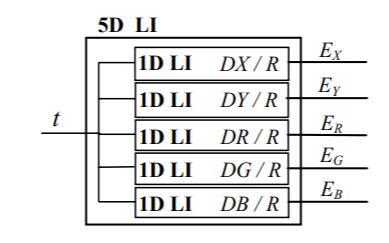 5D LI
1D LI DX / R E_X
1D LI DY / R E_Y
t
1D LI DR / R E_R
1D LI DG / R E_G
1D LI DB / R E_B